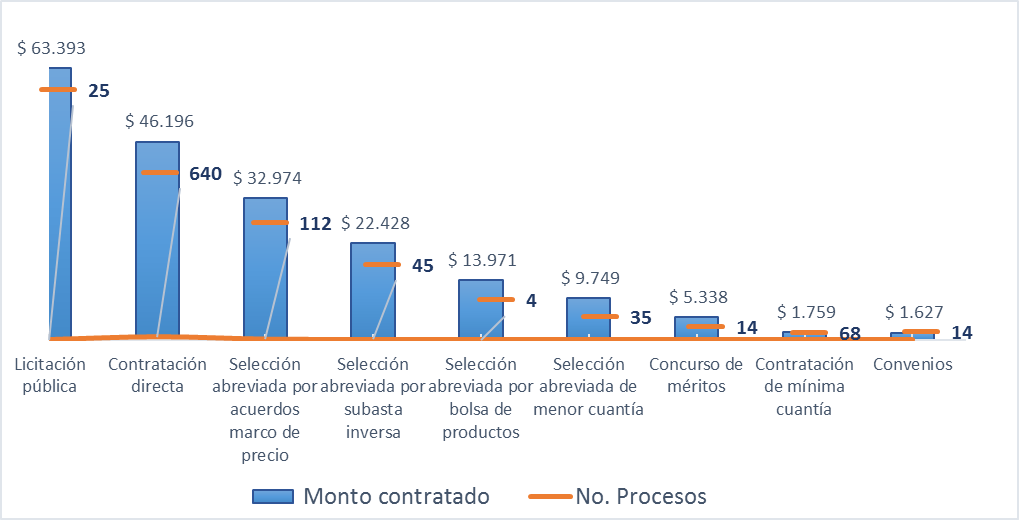 $ 63.393
25
$ 46.196
640
$ 32.974
112
$ 22.428
45
$ 13.971
4
$ 9.749
35
$ 5.338
14
$ 1.759
68
$ 1.627
14
Licitación
pública
Contratación
directa
Selección
abreviada por
acuerdos
marco de
precio
Selección
abreviada por
subasta
inversa
Selección
abreviada por
bolsa de
productos
Selección
abreviada de
menor cuantía
Concurso de
méritos
Contratación
de mínima
cuantía
Convenios
Monto contratado
No. Procesos